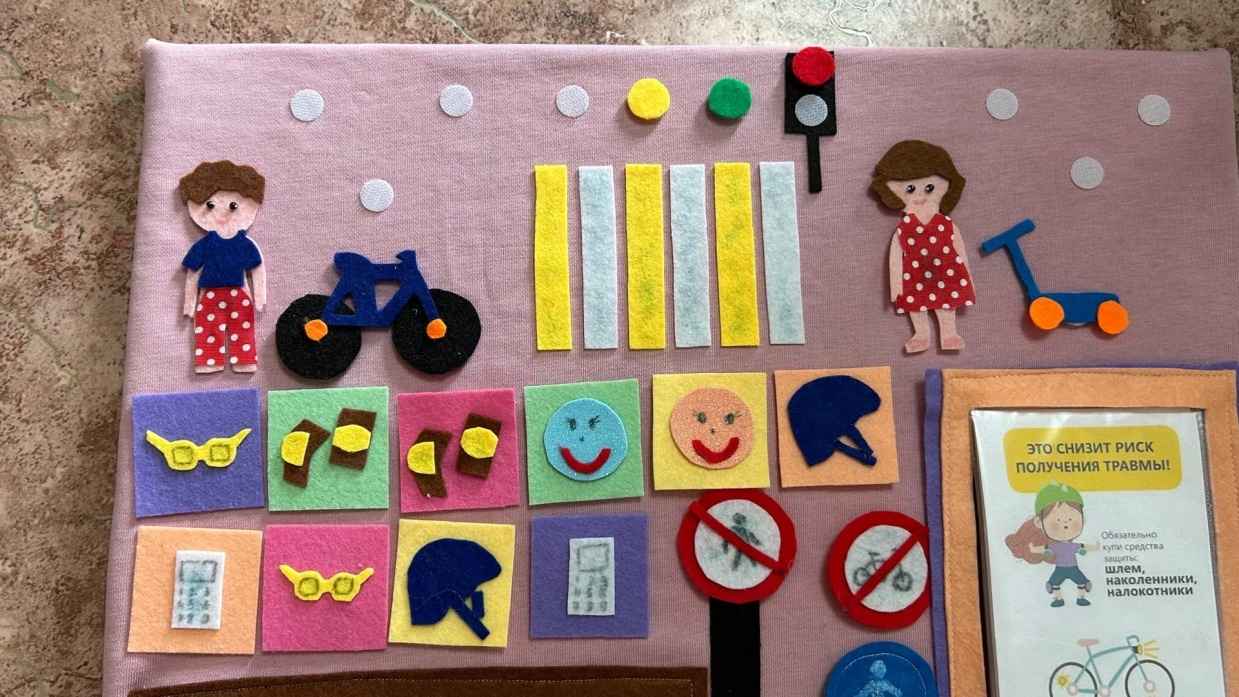 ЭТО СНИЗИТ РИСК
ПОЛУЧЕНИЯ ТРАВМЫ!
Обязательно
купи средства
защиты:
шлем,
наколенники,
налокотники